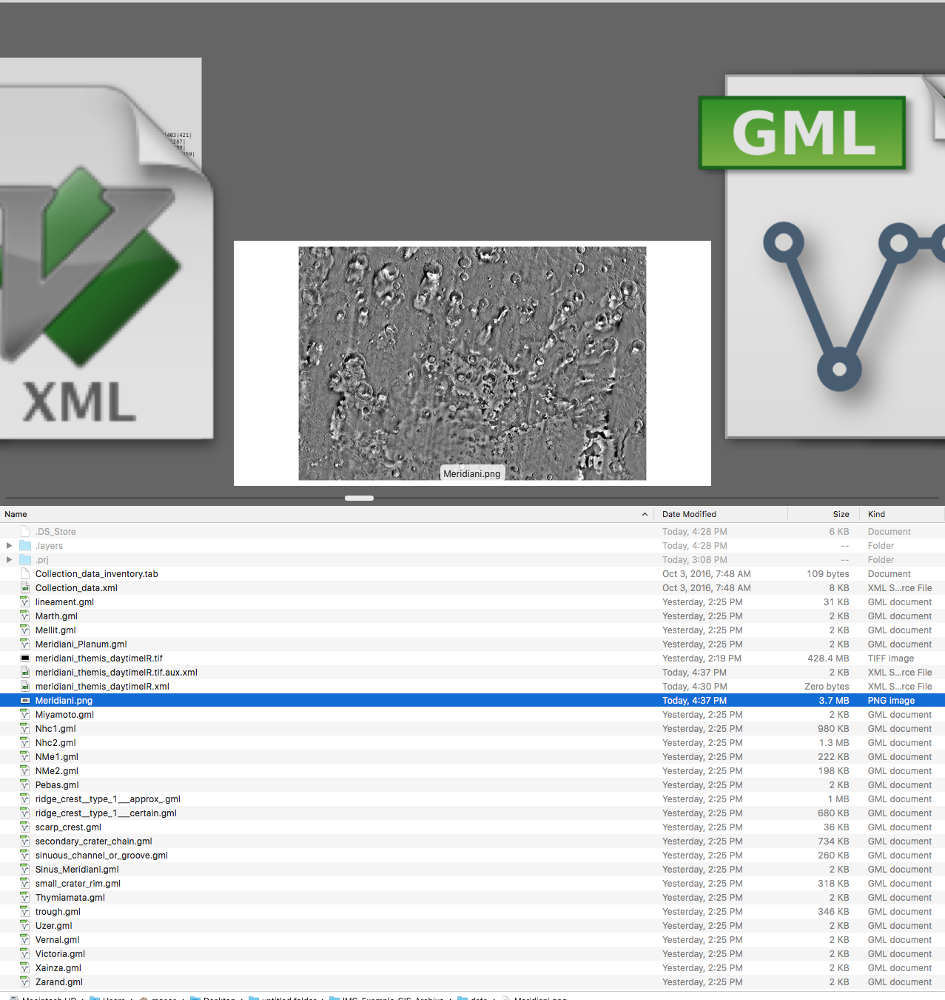 403|421|
287|
259|
XML
GML
Meridiani.png
Name Date Modified Size Kind
.DS_Store Today, 4:28 PM 6 KB Document
.layers Today, 4:28 PM -- Folder
.prj Today, 3:08 PM -- Folder
Collection_data_inventory.tab Oct 3, 2016, 7:48 AM 109 bytes Document
Collection_data.xml Oct 3, 2016, 7:48 AM 8 KB XML S...rce File
lineament.gml Yesterday, 2:25 PM 31 KB GML document
Marth.gml Yesterday, 2:25 PM 2 KB GML document
Mellit.gml Yesterday, 2:25 PM 2 KB GML document
Meridiani_Planum.gml Yesterday, 2:25 PM 2 KB GML document
meridiani_themis_daytimeIR.tif Yesterday, 2:19 PM 428.4 MB TIFF image
meridiani_themis_daytimeIR.tif.aux.xml Today, 4:37 PM 2 KB XML S...rce File
meridiani_themis_daytimeIR.xml Today, 4:30 PM Zero bytes XML S...rce File
Meridiani.png Today, 4:37 PM 3.7 MB PNG image
Miyamoto.gml Yesterday, 2:25 PM 2 KB GML document
Nhc1.gml Yesterday, 2:25 PM 980 KB GML document
Nhc2.gml Yesterday, 2:25 PM 1.3 MB GML document
NMe1.gml Yesterday, 2:25 PM 222 KB GML document
NMe2.gml Yesterday, 2:25 PM 198 KB GML document
Pebas.gml Yesterday, 2:25 PM 2 KB GML document
ridge_crest__type_1___approx_.gml Yesterday, 2:25 PM 1 MB GML document
ridge_crest__type_1___certain.gml Yesterday, 2:25 PM 680 KB GML document
scarp_crest.gml Yesterday, 2:25 PM 36 KB GML document
secondary_crater_chain.gml Yesterday, 2:25 PM 734 KB GML document
sinuous_channel_or_groove.gml Yesterday, 2:25 PM 260 KB GML document
Sinus_Meridiani.gml Yesterday, 2:25 PM 2 KB GML document
small_crater_rim.gml Yesterday, 2:25 PM 318 KB GML document
Thymiamata.gml Yesterday, 2:25 PM 2 KB GML document
trough.gml Yesterday, 2:25 PM 346 KB GML document
Uzer.gml Yesterday, 2:25 PM 2 KB GML document
Vernal.gml Yesterday, 2:25 PM 2 KB GML document
Victoria.gml Yesterday, 2:25 PM 2 KB GML document
Xainza.gml Yesterday, 2:25 PM 2 KB GML document
Zarand.gml Yesterday, 2:25 PM 2 KB GML document